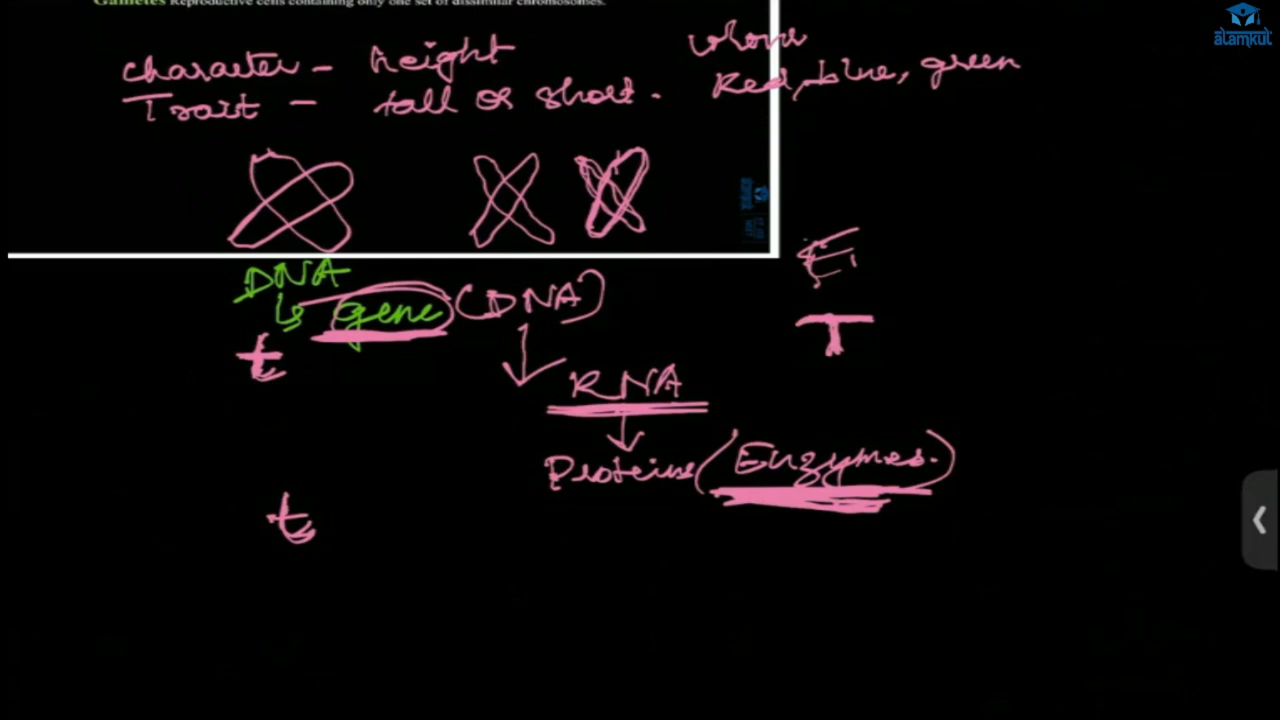 Gametes Reproductive cells containing only one set of dissimilar chromosomes.
alamkul
character - height
colour
Trait - tall or short.
Red, blue, green
DNA
gene (DNA)
E
T
t
RNA
Proteins (Enzymes.)
t